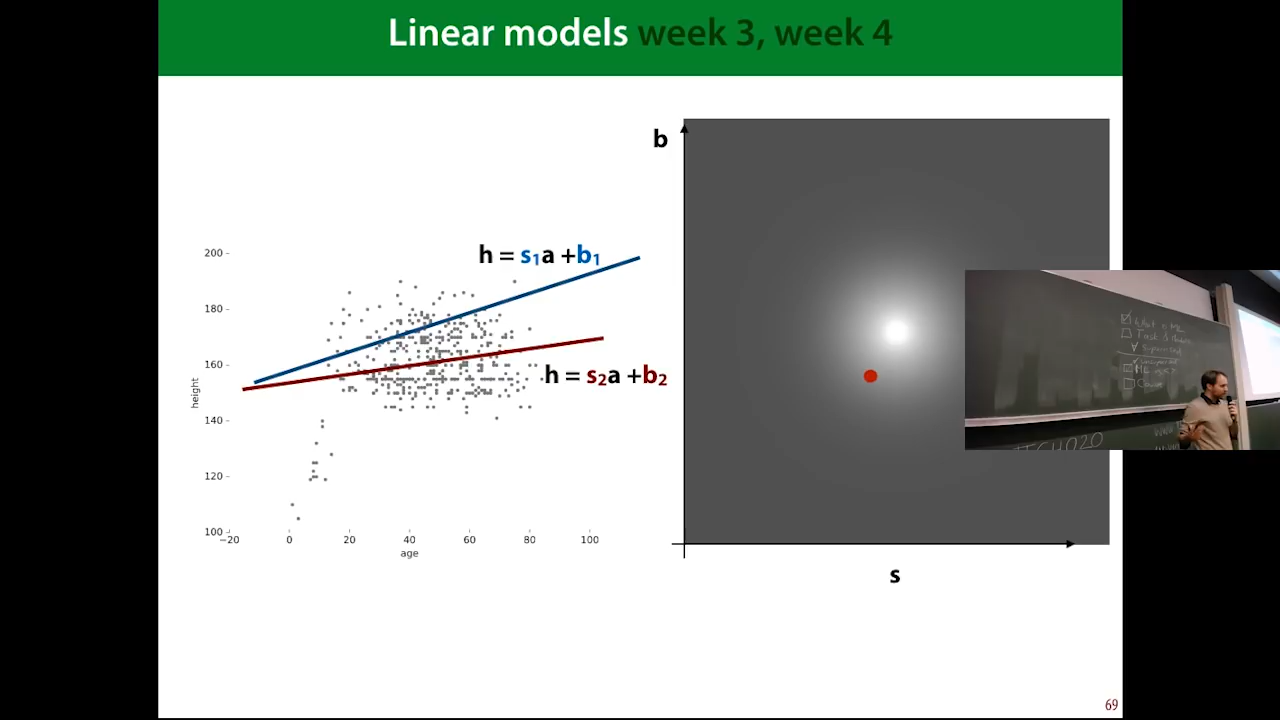 Linear models week 3, week 4
b
h = s₁a +b₁
h = s₂a +b₂
200
180
160
140
120
100
height
−20
0
20
40
60
80
100
age
s
69